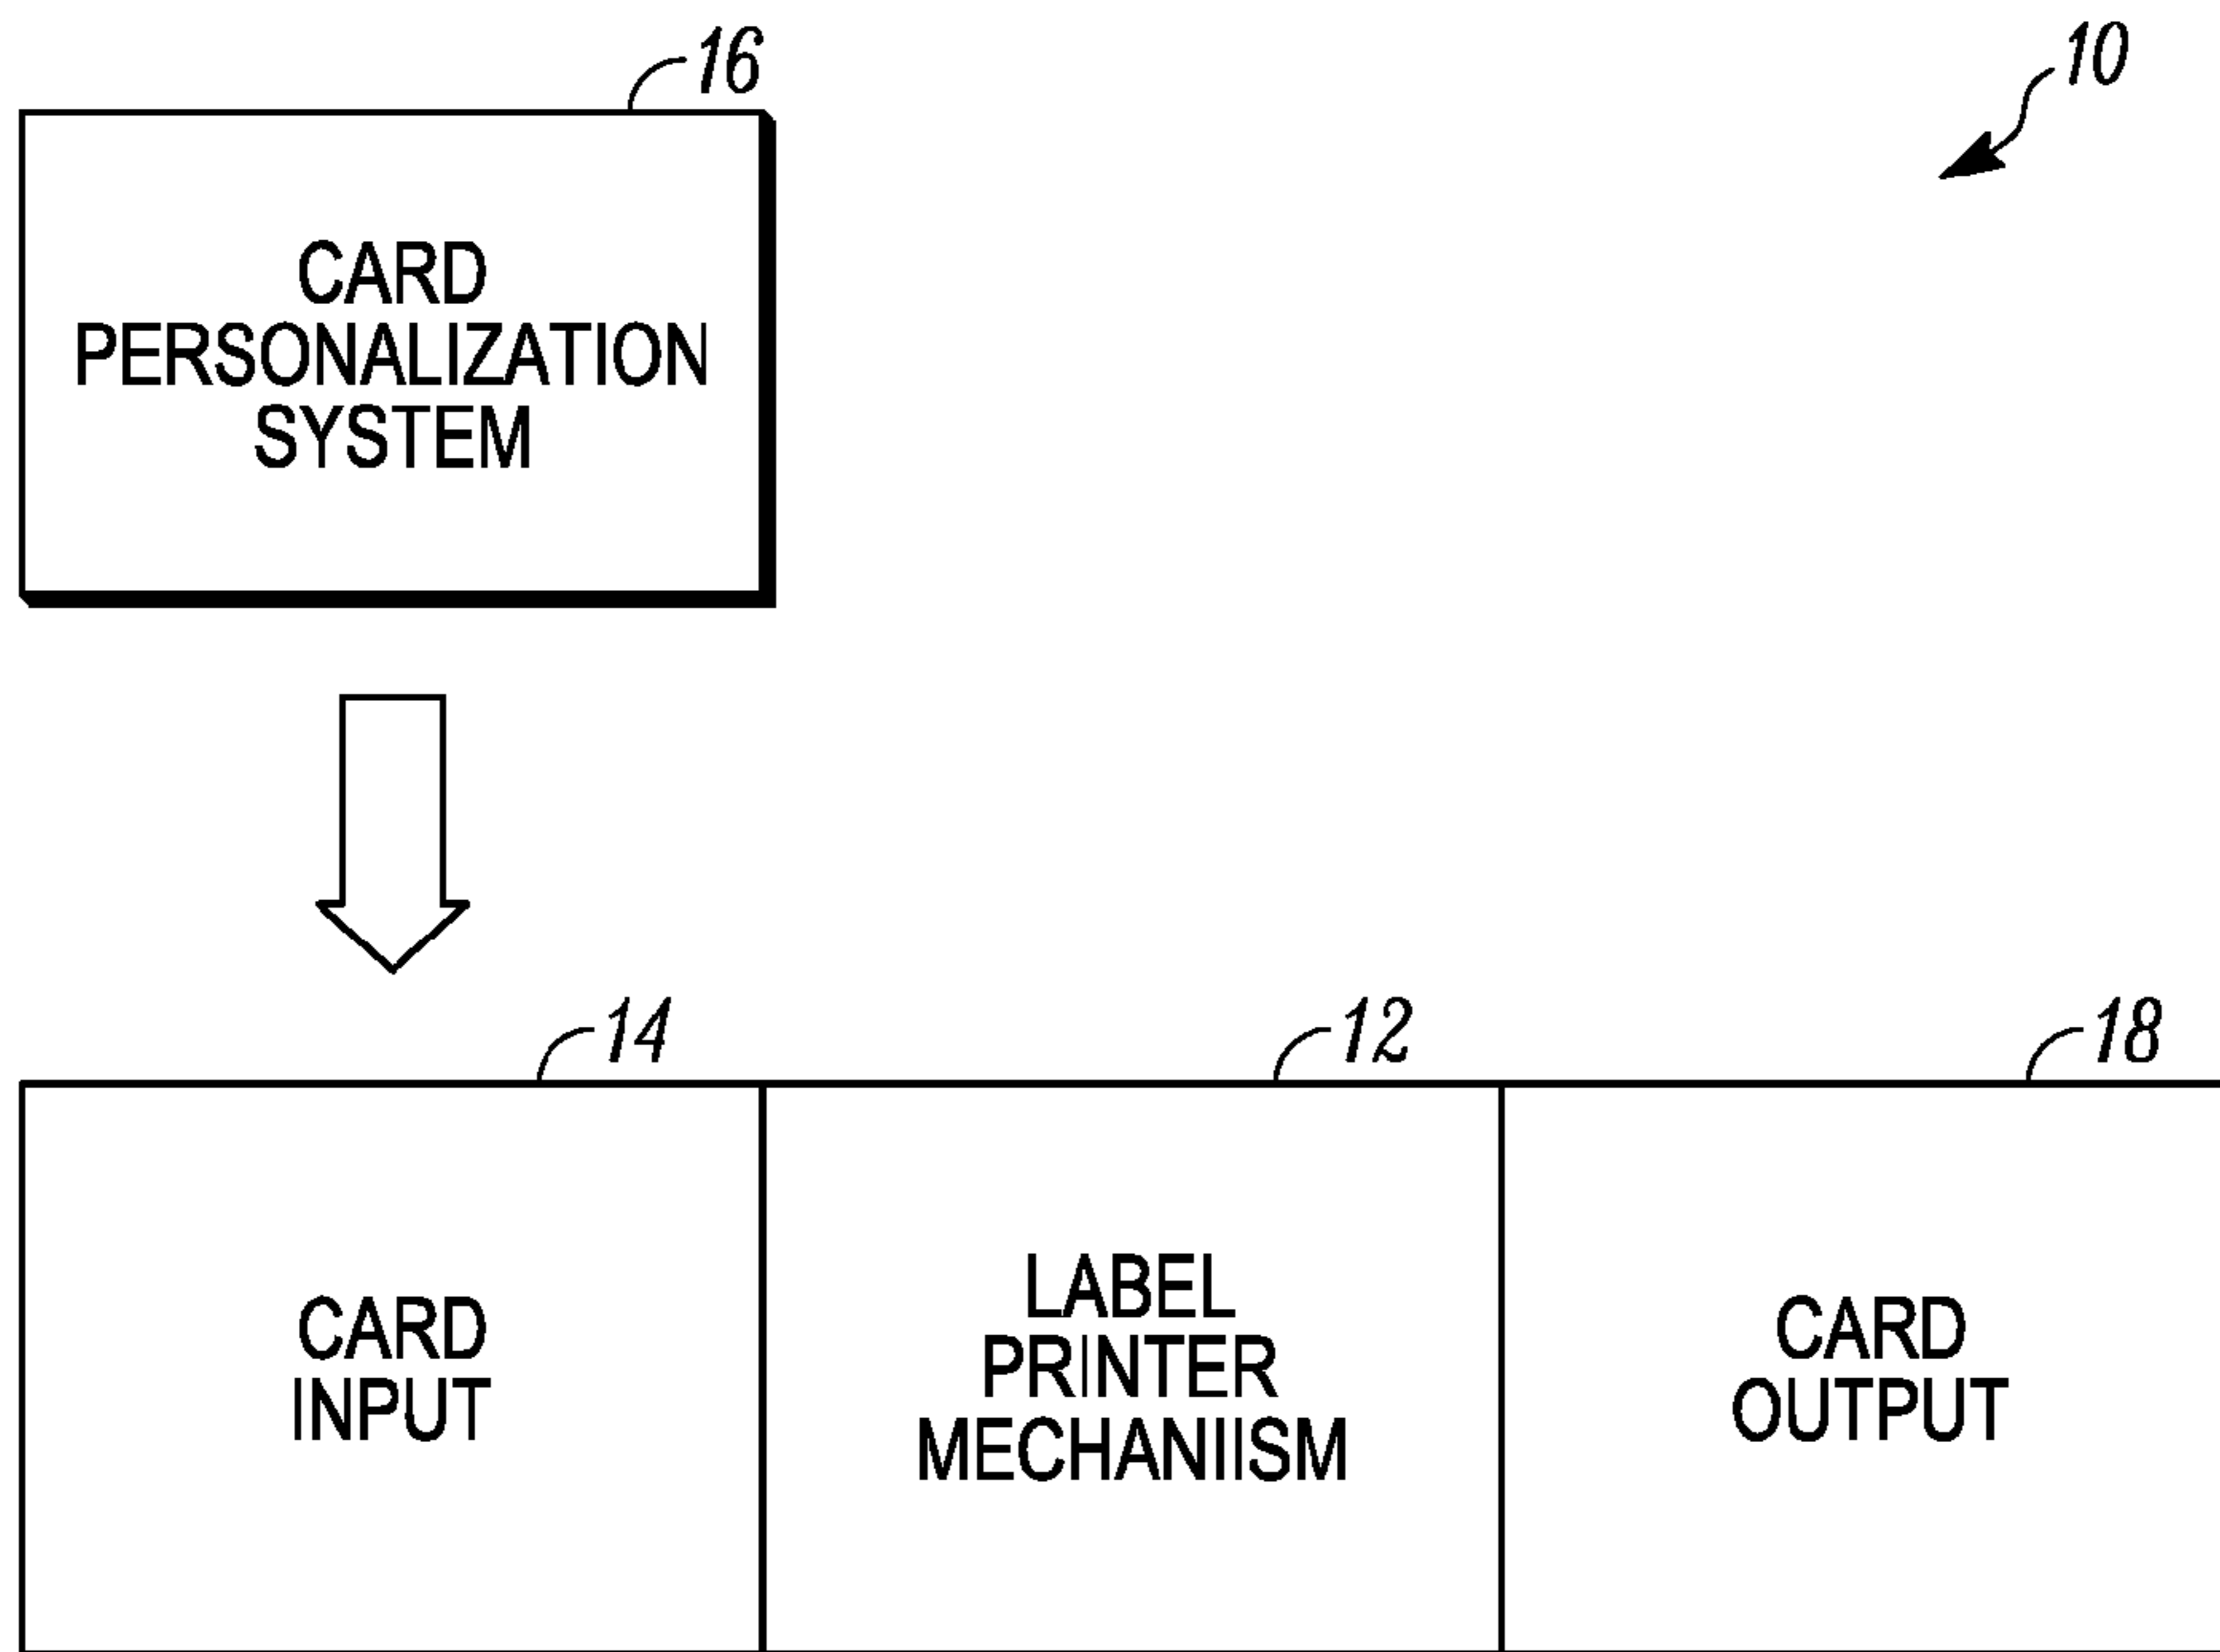 16
10
CARD
PERSONALIZATION
SYSTEM
14
12
18
CARD
INPUT
LABEL
PRINTER
MECHANIISM
CARD
OUTPUT